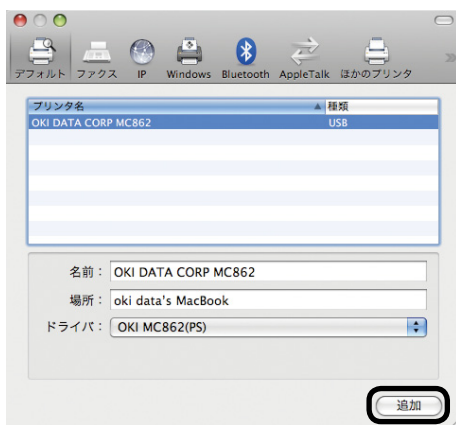 デフォルト ファクス IP Windows Bluetooth AppleTalk ほかのプリンタ
プリンタ名 種類
OKI DATA CORP MC862 USB
名前： OKI DATA CORP MC862
場所： oki data's MacBook
ドライバ： OKI MC862(PS)
追加